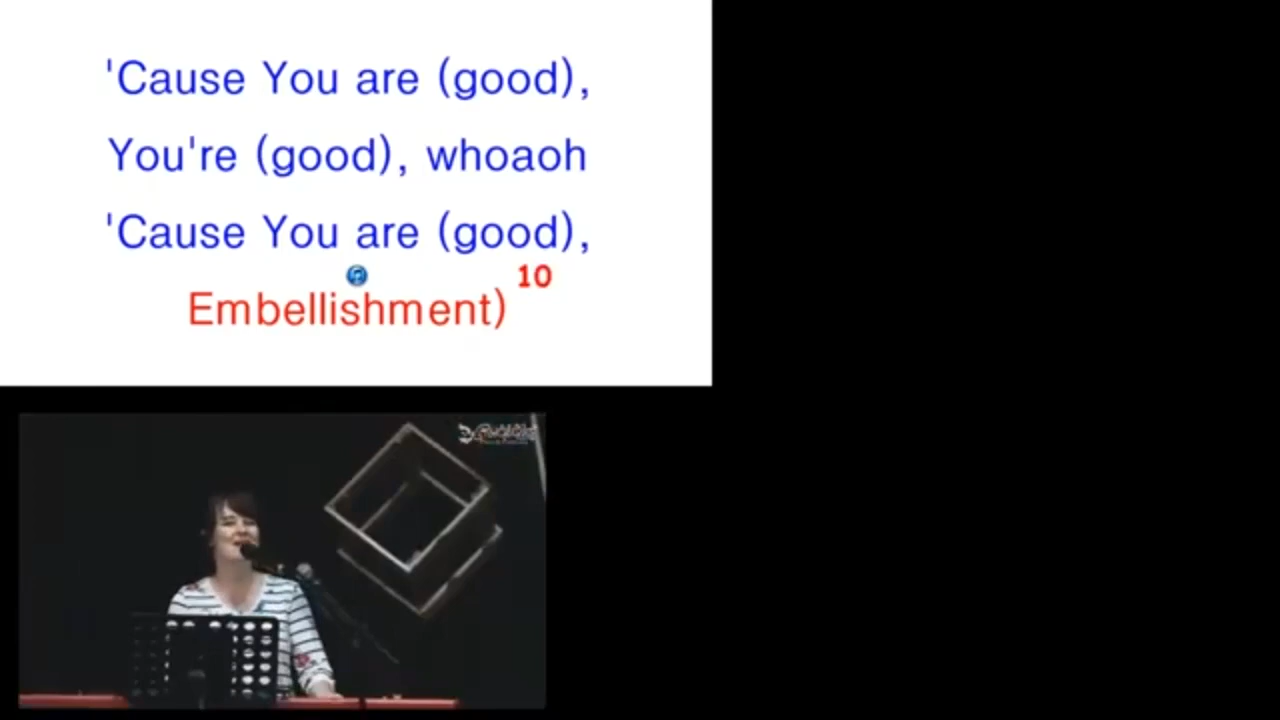 'Cause You are (good),
You're (good), whoaoh
'Cause You are (good),
10
Embellishment)